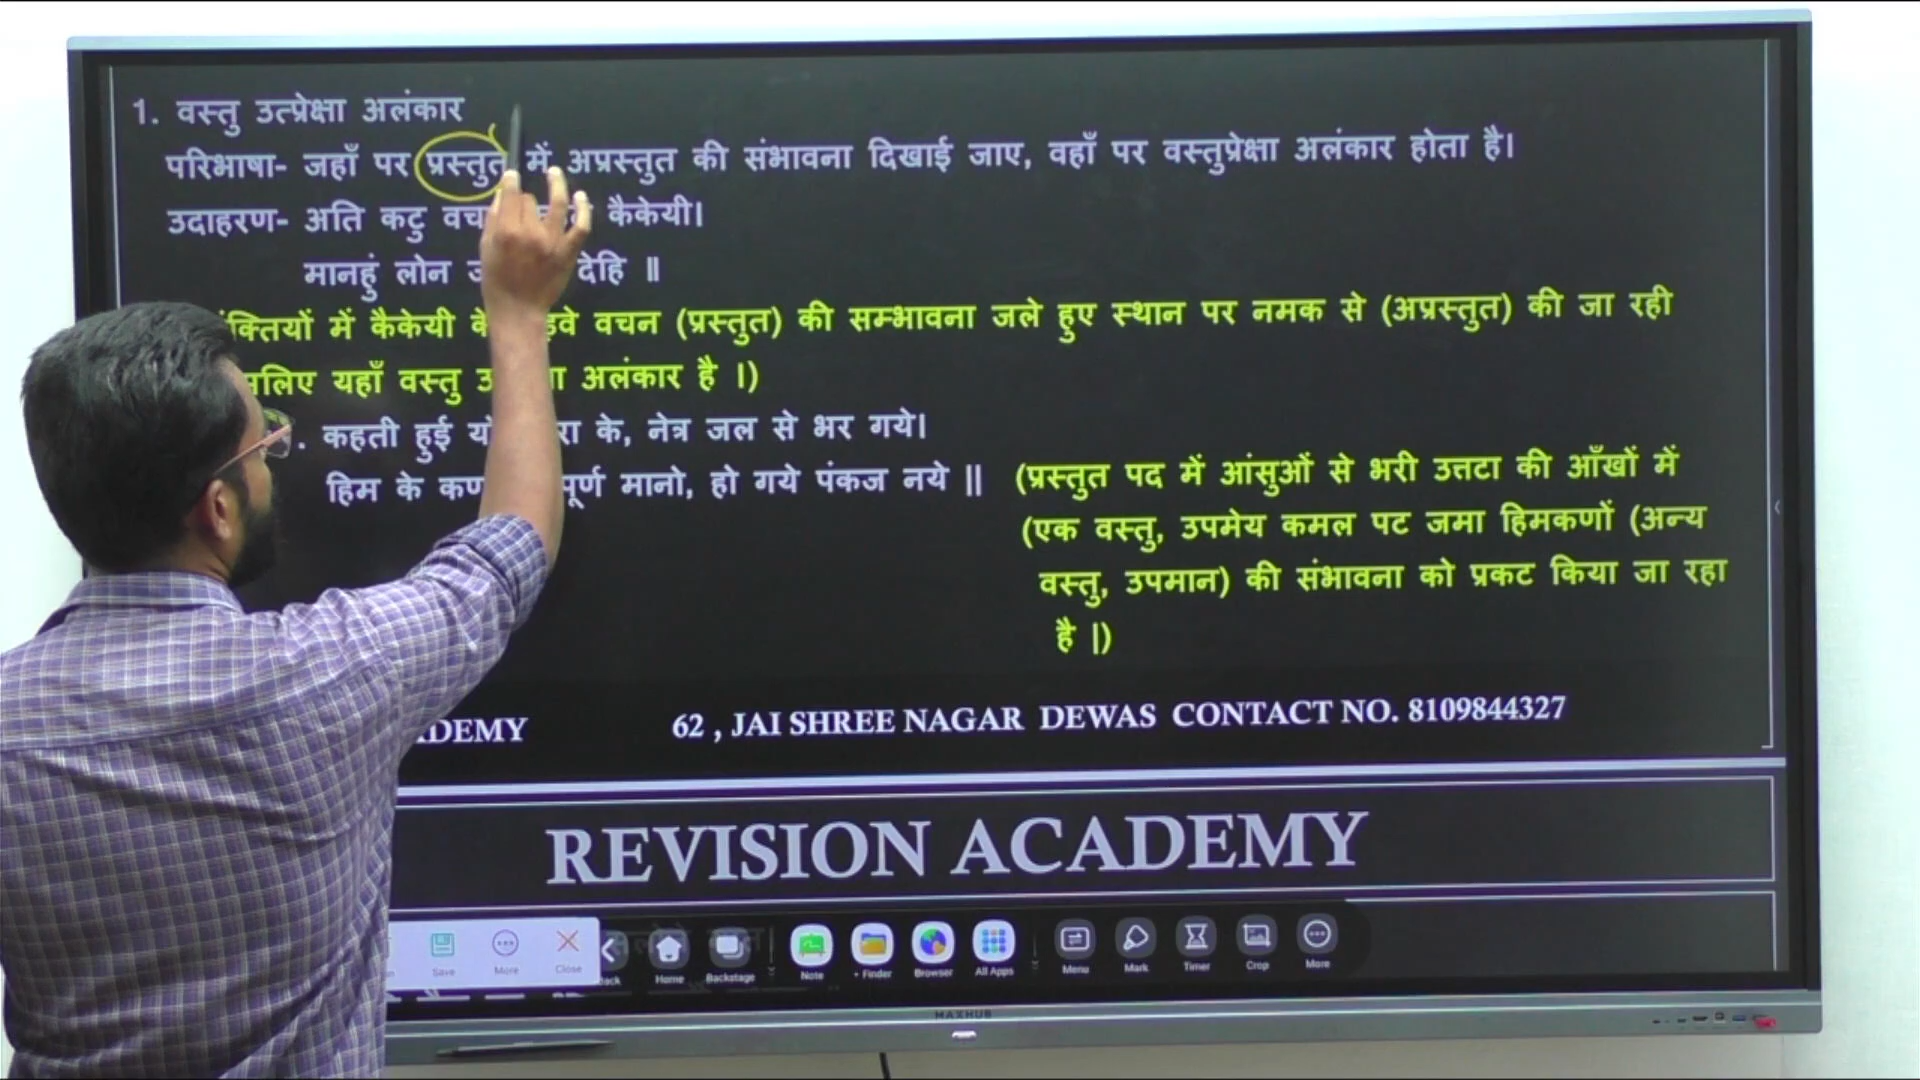 1. वस्तु उत्प्रेक्षा अलंकार
परिभाषा- जहाँ पर प्रस्तुत में अप्रस्तुत की संभावना दिखाई जाए, वहाँ पर वस्तुप्रेक्षा अलंकार होता है।
उदाहरण- अति कटु कैकेयी।
मानहुं लोन देहि ॥
में कैकेयी वचन (प्रस्तुत) की सम्भावना जले हुए स्थान पर नमक से (अप्रस्तुत) की जा रही
यहाँ वस्तु अलंकार है ।)
कहती हुई के, नेत्र जल से भर गये।
हिम के पूर्ण मानो, हो गये पंकज नये ||
(प्रस्तुत पद में आंसुओं से भरी उत्तटा की आँखों में
(एक वस्तु, उपमेय कमल पट जमा हिमकणों (अन्य
वस्तु, उपमान) की संभावना को प्रकट किया जा रहा
है |)
62 , JAI SHREE NAGAR DEWAS CONTACT NO. 8109844327
REVISION ACADEMY
Save More Close Home Backstage Note + Finder Browser All Apps Menu Mark Timer Crop More
MAXHUB